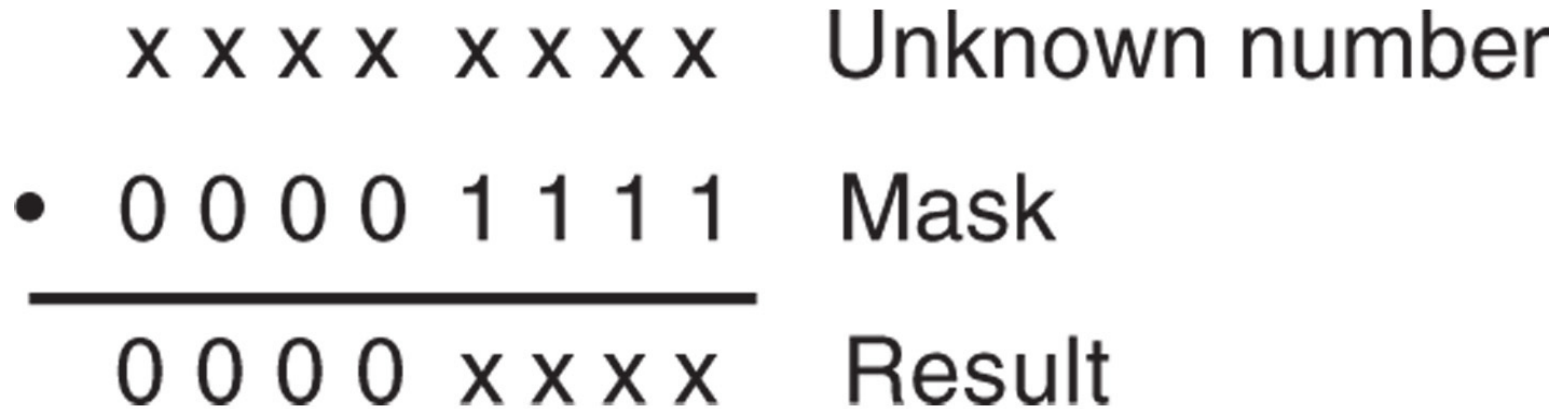 x x x x x x x x Unknown number
• 0 0 0 0 1 1 1 1 Mask
0 0 0 0 x x x x Result